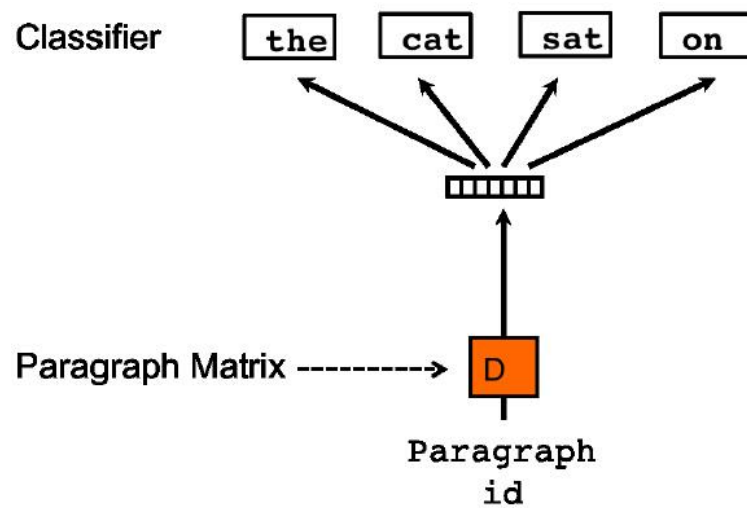 Classifier the cat sat on
Paragraph Matrix D
Paragraph
id